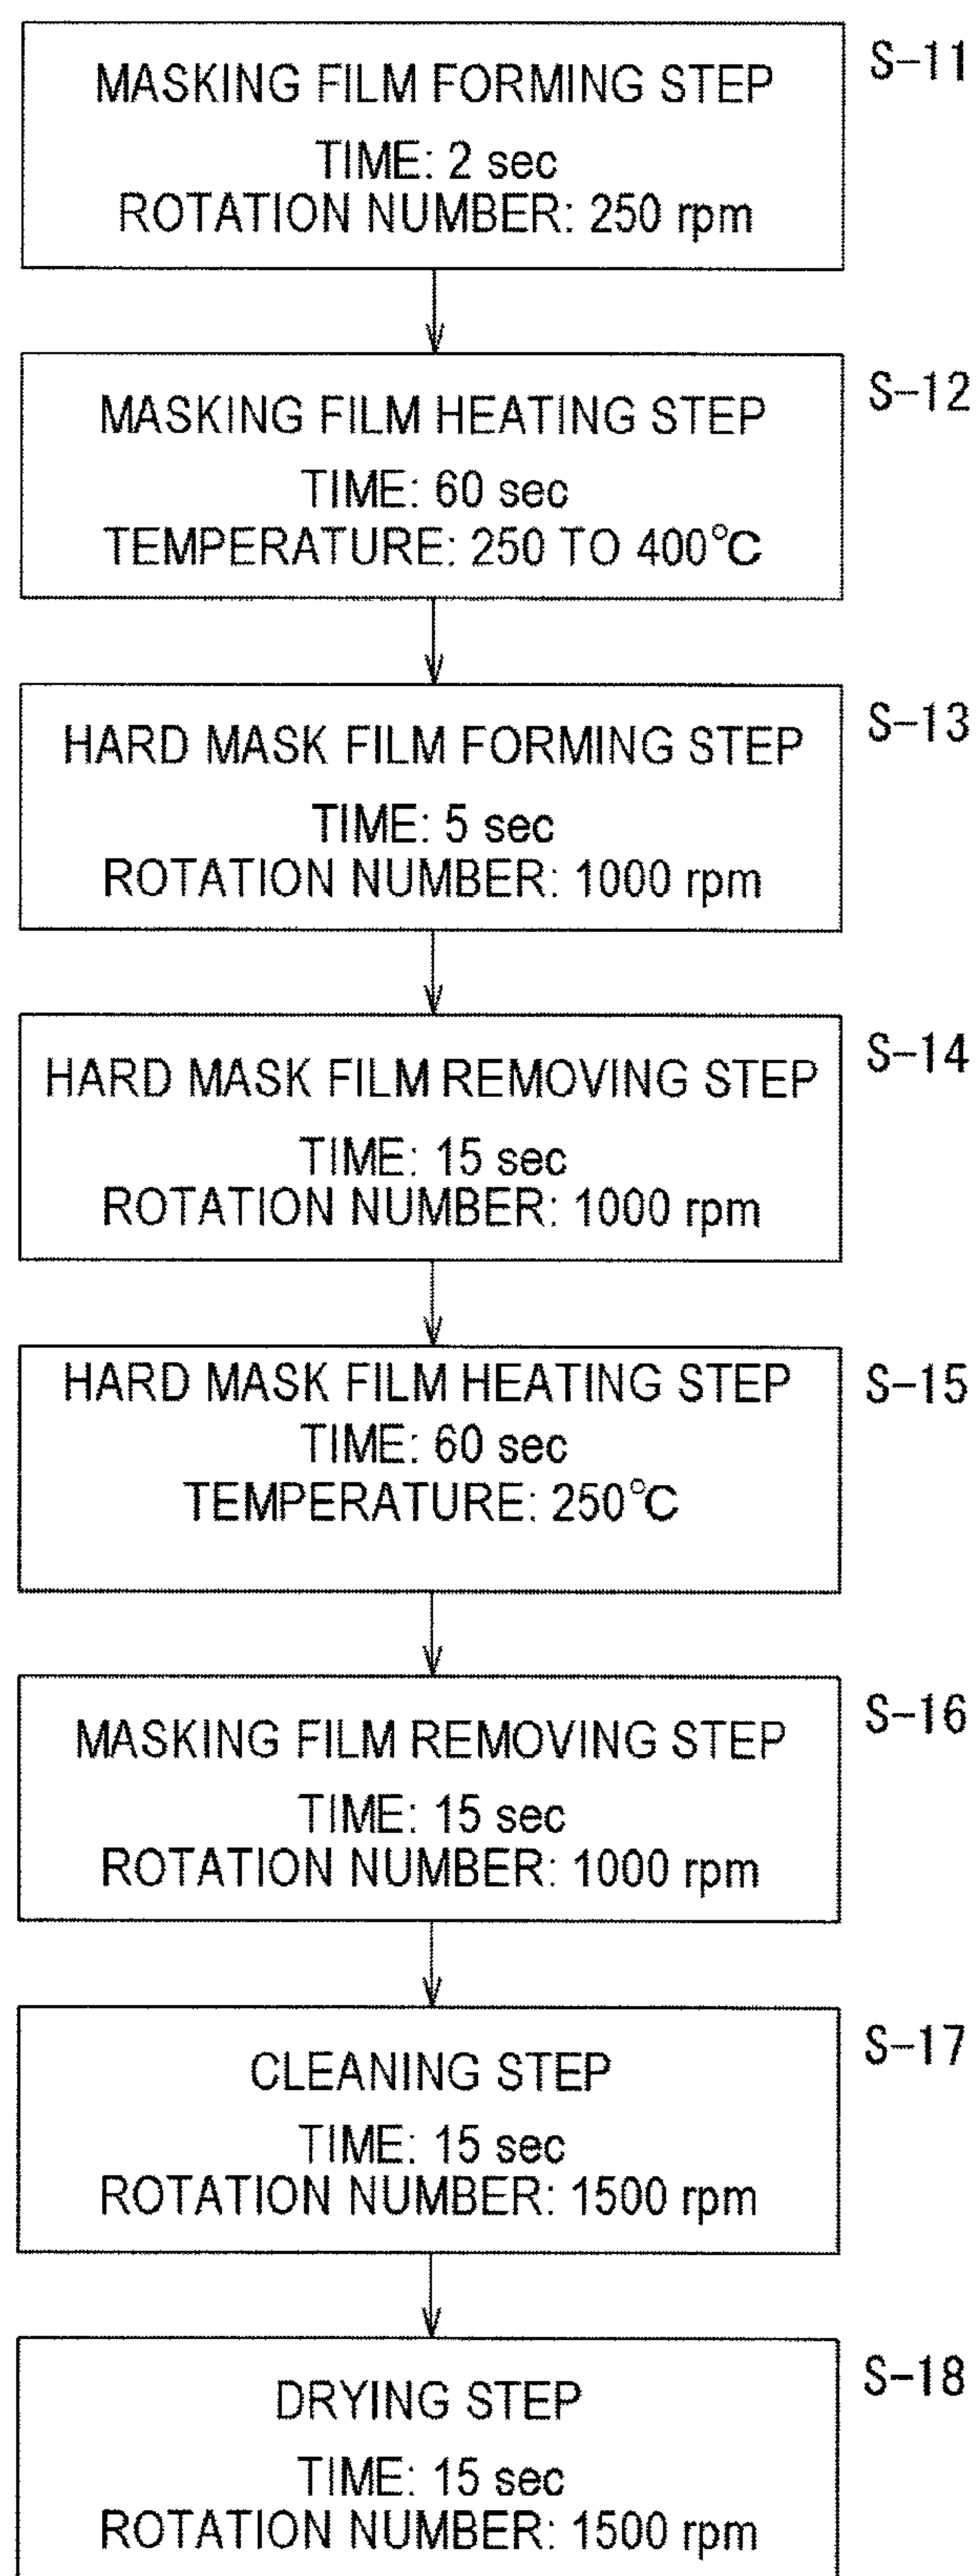 MASKING FILM FORMING STEP
TIME: 2 sec
ROTATION NUMBER: 250 rpm
S-11
MASKING FILM HEATING STEP
TIME: 60 sec
TEMPERATURE: 250 TO 400°C
S-12
HARD MASK FILM FORMING STEP
TIME: 5 sec
ROTATION NUMBER: 1000 rpm
S-13
HARD MASK FILM REMOVING STEP
TIME: 15 sec
ROTATION NUMBER: 1000 rpm
S-14
HARD MASK FILM HEATING STEP
TIME: 60 sec
TEMPERATURE: 250°C
S-15
MASKING FILM REMOVING STEP
TIME: 15 sec
ROTATION NUMBER: 1000 rpm
S-16
CLEANING STEP
TIME: 15 sec
ROTATION NUMBER: 1500 rpm
S-17
DRYING STEP
TIME: 15 sec
ROTATION NUMBER: 1500 rpm
S-18